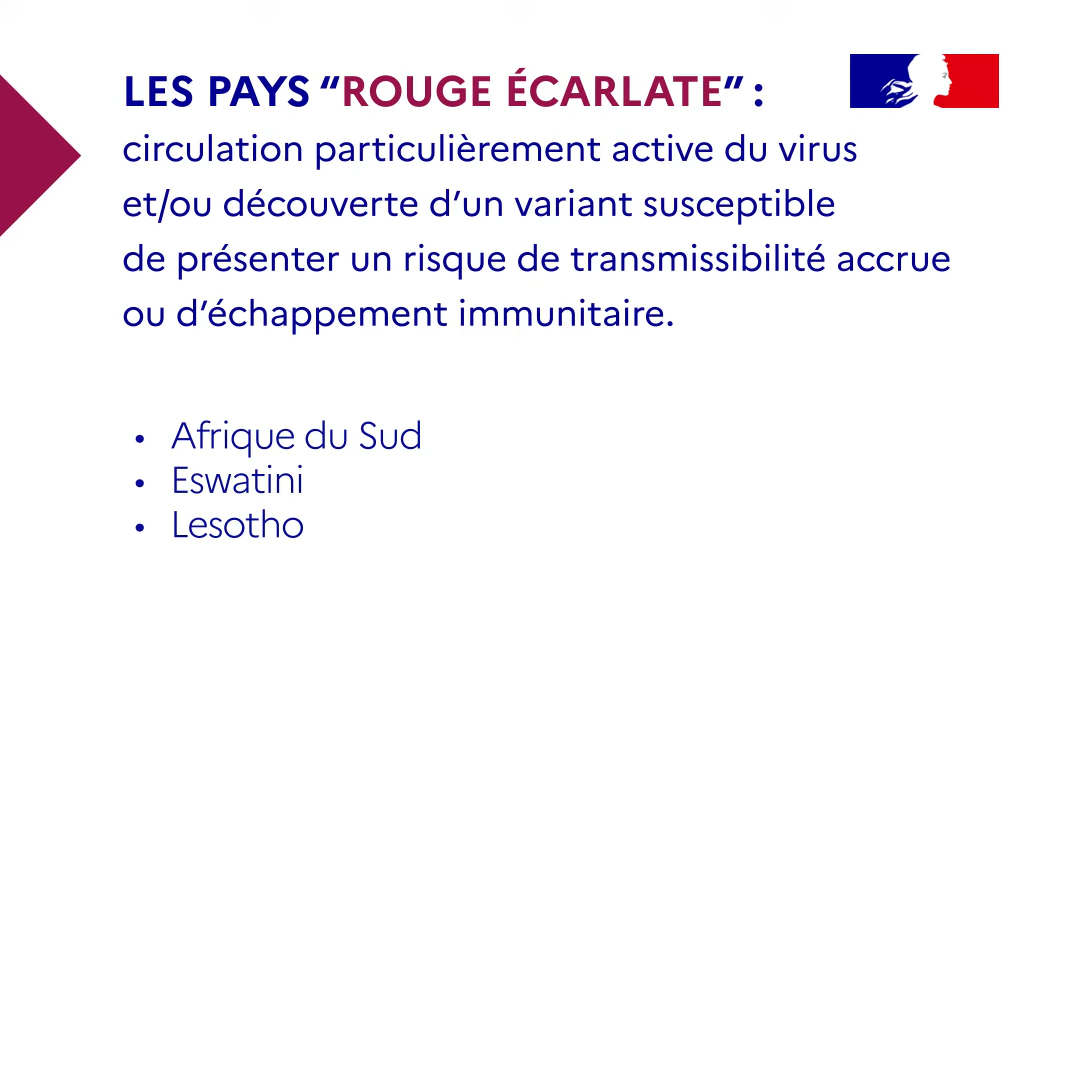 LES PAYS “ROUGE ÉCARLATE” :
circulation particulièrement active du virus
et/ou découverte d’un variant susceptible
de présenter un risque de transmissibilité accrue
ou d’échappement immunitaire.
• Afrique du Sud
• Eswatini
• Lesotho